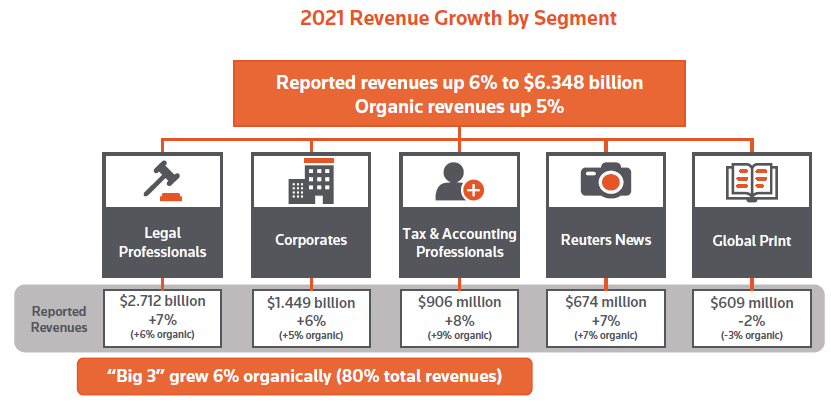 2021 Revenue Growth by Segment
Reported revenues up 6% to $6.348 billion
Organic revenues up 5%
Legal
Professionals
Corporates
Tax & Accounting
Professionals
Reuters News
Global Print
Reported
Revenues
$2.712 billion
+7%
(+6% organic)
$1.449 billion
+6%
(+5% organic)
$906 million
+8%
(+9% organic)
$674 million
+7%
(+7% organic)
$609 million
-2%
(-3% organic)
“Big 3” grew 6% organically (80% total revenues)